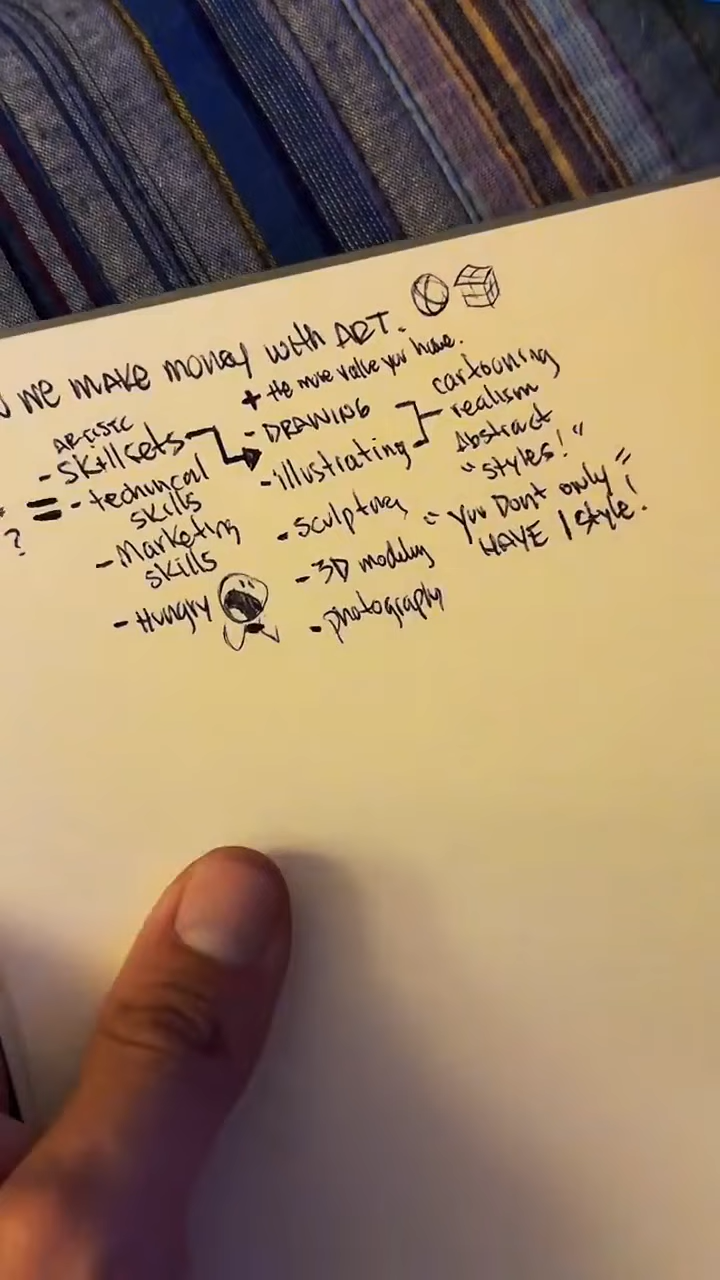 we make money with ART.
+ the more value you have.
ARTISTIC
- skillsets
= - technical
skills
- Marketing
skills
- Hungry
?
- DRAWING
- illustrating
- Sculpting
- 3D modeling
- photography
cartooning
realism
Abstract
"styles!"
"you Dont only"
HAVE 1 style!